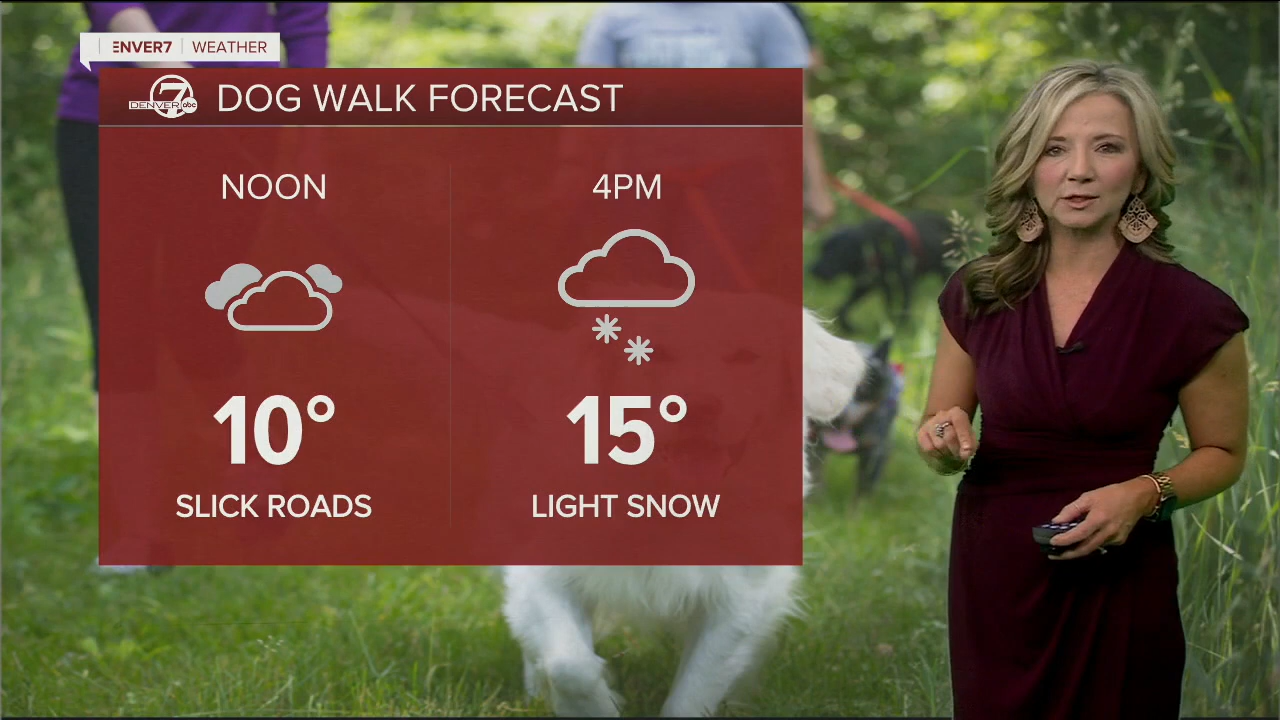 ENVER7 | WEATHER
7
DENVER abc
DOG WALK FORECAST
NOON
4PM
10°
15°
SLICK ROADS
LIGHT SNOW